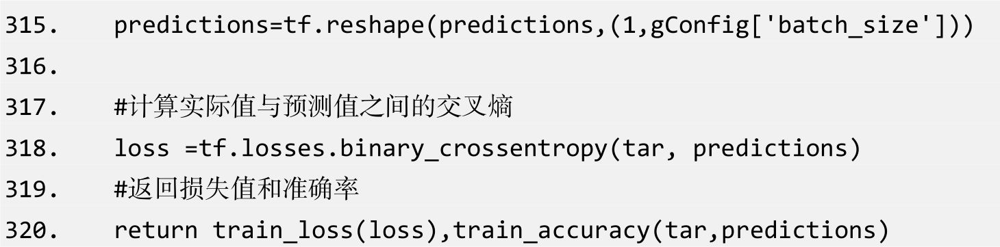 315.    predictions=tf.reshape(predictions,(1,gConfig['batch_size']))
316.
317.    #计算实际值与预测值之间的交叉熵
318.    loss =tf.losses.binary_crossentropy(tar, predictions)
319.    #返回损失值和准确率
320.    return train_loss(loss),train_accuracy(tar,predictions)